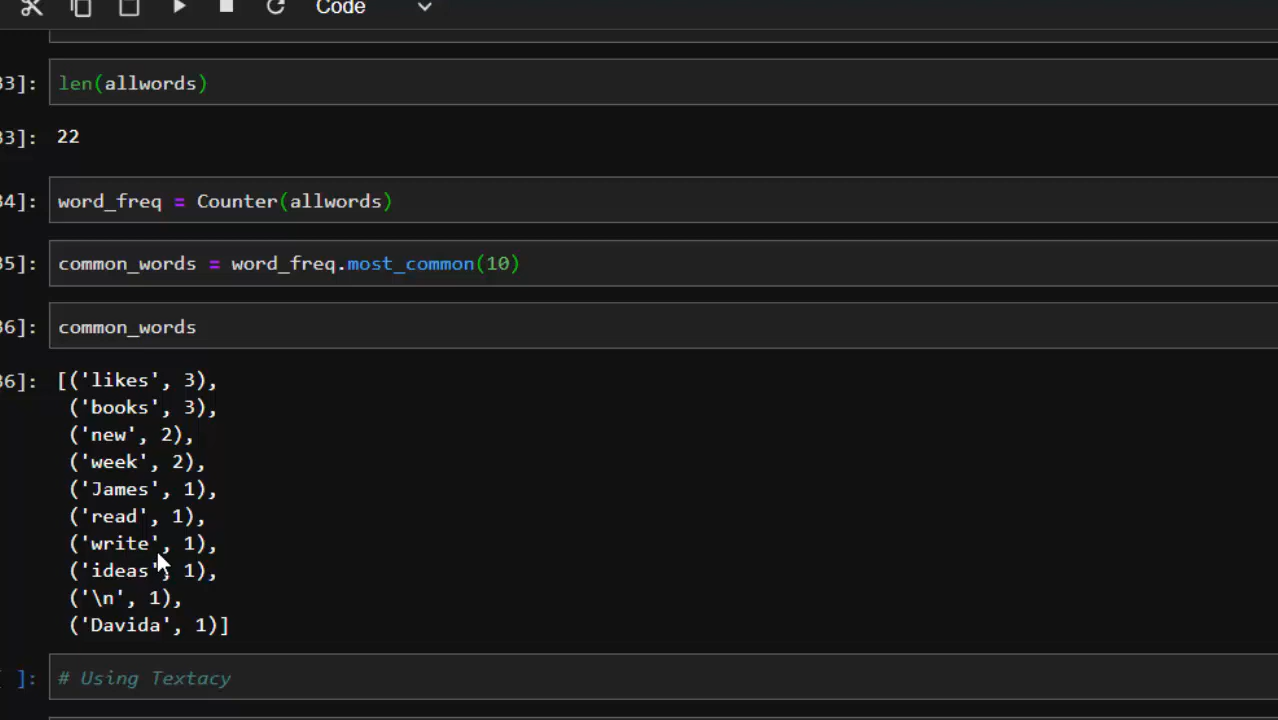 Code
33]: len(allwords)
33]: 22
34]: word_freq = Counter(allwords)
35]: common_words = word_freq.most_common(10)
36]: common_words
36]: [('likes', 3),
('books', 3),
('new', 2),
('week', 2),
('James', 1),
('read', 1),
('write', 1),
('ideas', 1),
('\n', 1),
('Davida', 1)]
]: # Using Textacy